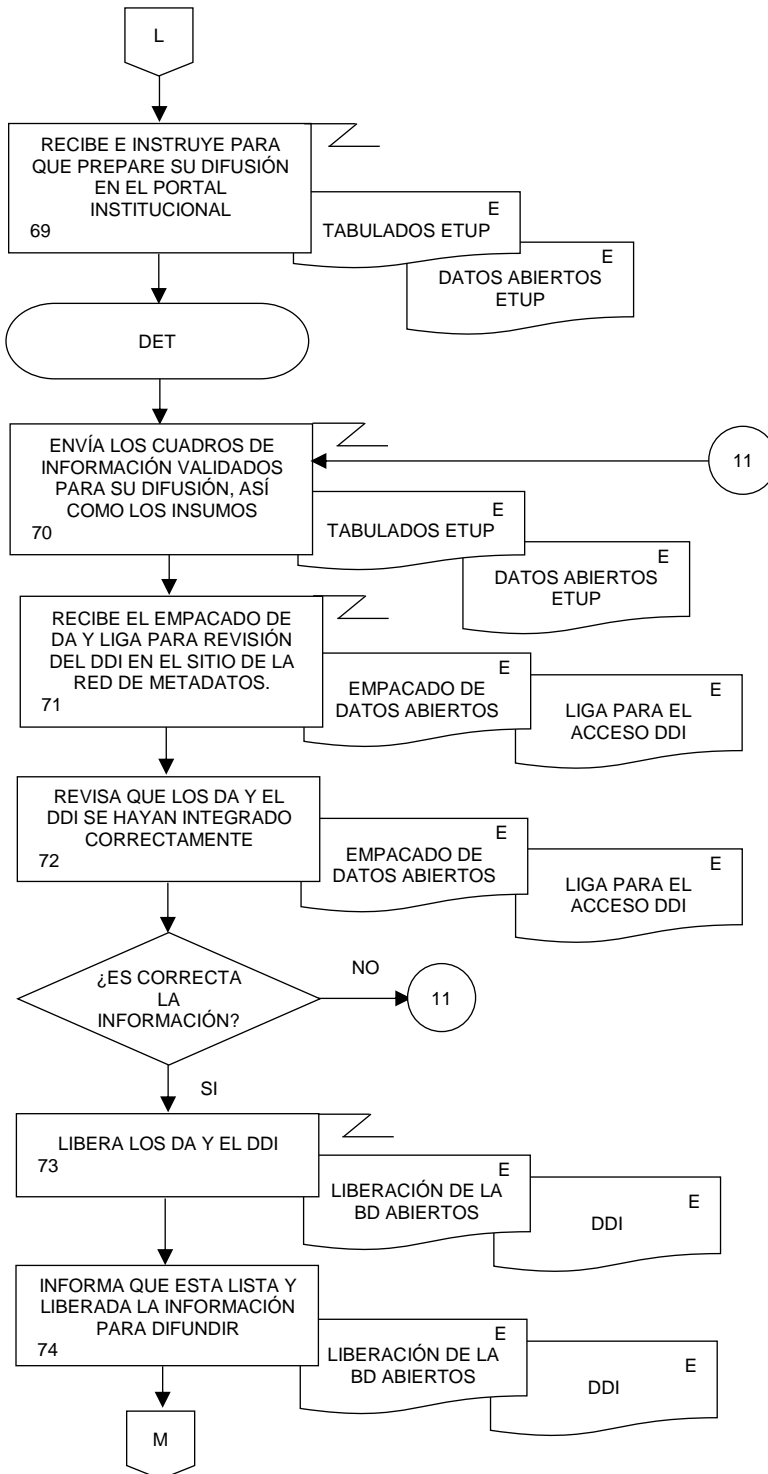 L
RECIBE E INSTRUYE PARA
QUE PREPARE SU DIFUSIÓN
EN EL PORTAL
INSTITUCIONAL
69
E
TABULADOS ETUP
E
DATOS ABIERTOS
ETUP
DET
ENVÍA LOS CUADROS DE
INFORMACIÓN VALIDADOS
PARA SU DIFUSIÓN, ASÍ
COMO LOS INSUMOS
70
11
E
TABULADOS ETUP
E
DATOS ABIERTOS
ETUP
RECIBE EL EMPACADO DE
DA Y LIGA PARA REVISIÓN
DEL DDI EN EL SITIO DE LA
RED DE METADATOS.
71
E
EMPACADO DE
DATOS ABIERTOS
E
LIGA PARA EL
ACCESO DDI
REVISA QUE LOS DA Y EL
DDI SE HAYAN INTEGRADO
CORRECTAMENTE
72
E
EMPACADO DE
DATOS ABIERTOS
E
LIGA PARA EL
ACCESO DDI
¿ES CORRECTA
LA
INFORMACIÓN?
NO
11
SI
LIBERA LOS DA Y EL DDI
73
E
LIBERACIÓN DE LA
BD ABIERTOS
E
DDI
INFORMA QUE ESTA LISTA Y
LIBERADA LA INFORMACIÓN
PARA DIFUNDIR
74
E
LIBERACIÓN DE LA
BD ABIERTOS
E
DDI
M